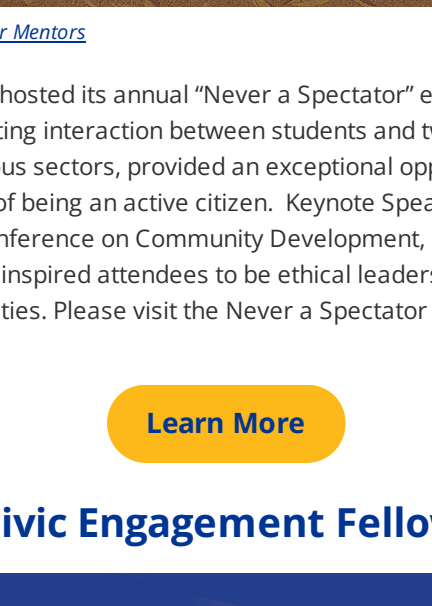 r Mentors
hosted its annual “Never a Spectator” e
ting interaction between students and tw
ous sectors, provided an exceptional opp
of being an active citizen.  Keynote Spea
nference on Community Development,
inspired attendees to be ethical leaders
ties. Please visit the Never a Spectator
Learn More
ivic Engagement Fellow